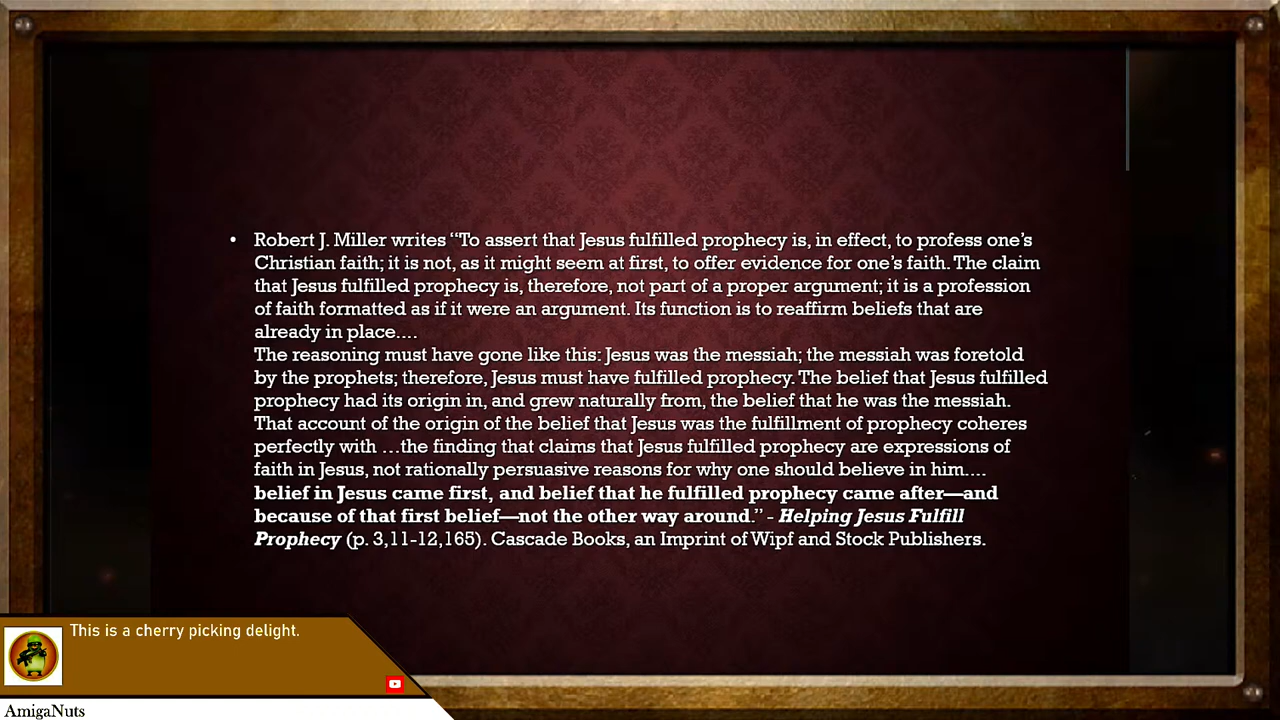 • Robert J. Miller writes “To assert that Jesus fulfilled prophecy is, in effect, to profess one’s
Christian faith; it is not, as it might seem at first, to offer evidence for one’s faith. The claim
that Jesus fulfilled prophecy is, therefore, not part of a proper argument; it is a profession
of faith formatted as if it were an argument. Its function is to reaffirm beliefs that are
already in place….
The reasoning must have gone like this: Jesus was the messiah; the messiah was foretold
by the prophets; therefore, Jesus must have fulfilled prophecy. The belief that Jesus fulfilled
prophecy had its origin in, and grew naturally from, the belief that he was the messiah.
That account of the origin of the belief that Jesus was the fulfillment of prophecy coheres
perfectly with …the finding that claims that Jesus fulfilled prophecy are expressions of
faith in Jesus, not rationally persuasive reasons for why one should believe in him….
belief in Jesus came first, and belief that he fulfilled prophecy came after—and
because of that first belief—not the other way around.” - Helping Jesus Fulfill
Prophecy (p. 3,11-12,165). Cascade Books, an Imprint of Wipf and Stock Publishers.
This is a cherry picking delight.
AmigaNuts